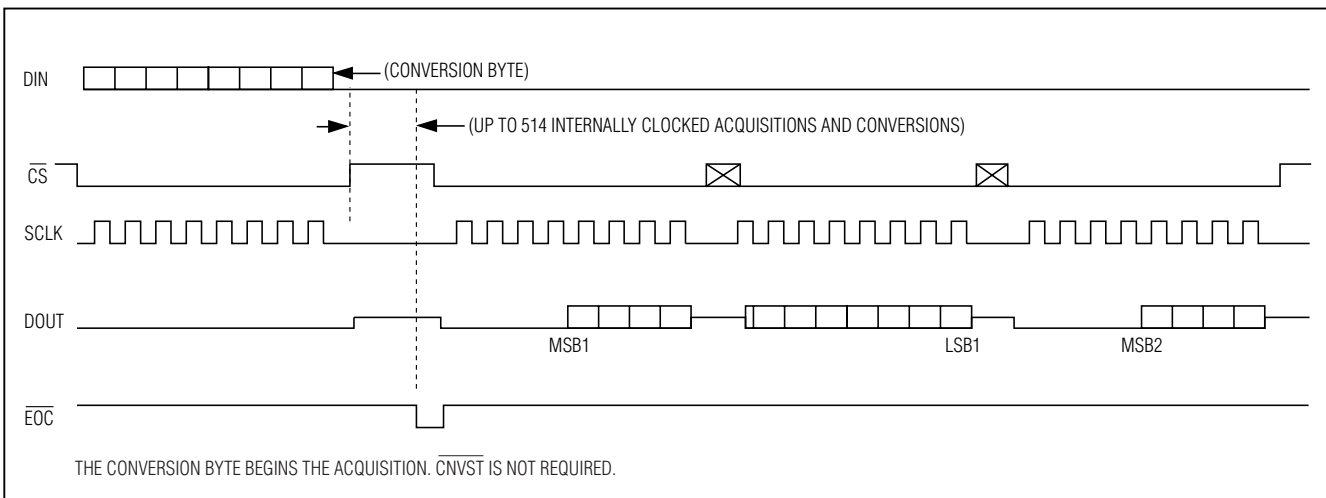 DIN
(CONVERSION BYTE)
(UP TO 514 INTERNALLY CLOCKED ACQUISITIONS AND CONVERSIONS)
CS
SCLK
DOUT
MSB1
LSB1
MSB2
EOC
THE CONVERSION BYTE BEGINS THE ACQUISITION. CNVST IS NOT REQUIRED.